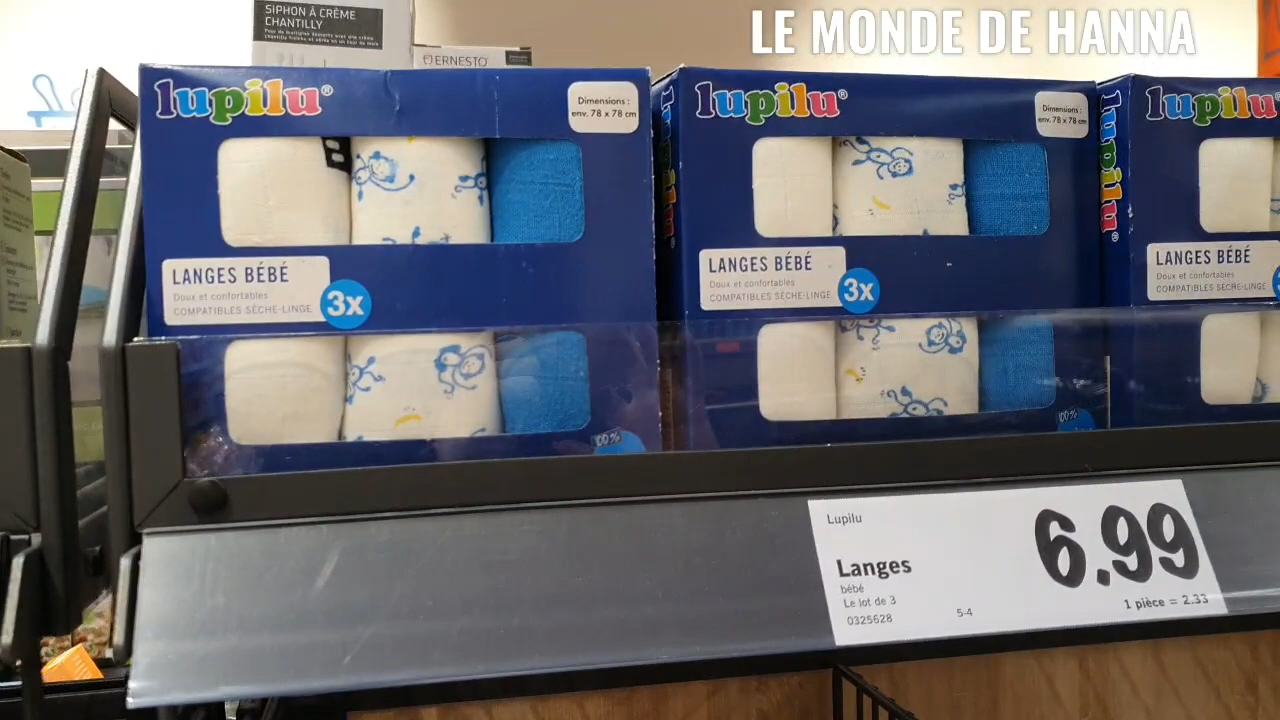 LE MONDE DE HANNA
SIPHON À CRÈME
CHANTILLY
ERNESTO
lupilu®
Dimensions :
env. 78 x 78 cm
LANGES BÉBÉ
Doux et confortables
COMPATIBLES SÈCHE-LINGE
3x
100%
lupilu®
Dimensions :
env. 78 x 78 cm
LANGES BÉBÉ
Doux et confortables
COMPATIBLES SÈCHE-LINGE
3x
100%
lupilu®
lupilu®
LANGES BÉBÉ
Doux et confortables
COMPATIBLES SÈCHE-LINGE
Lupilu
Langes
bébé
Le lot de 3
0325628
5-4
6.99
1 pièce = 2.33